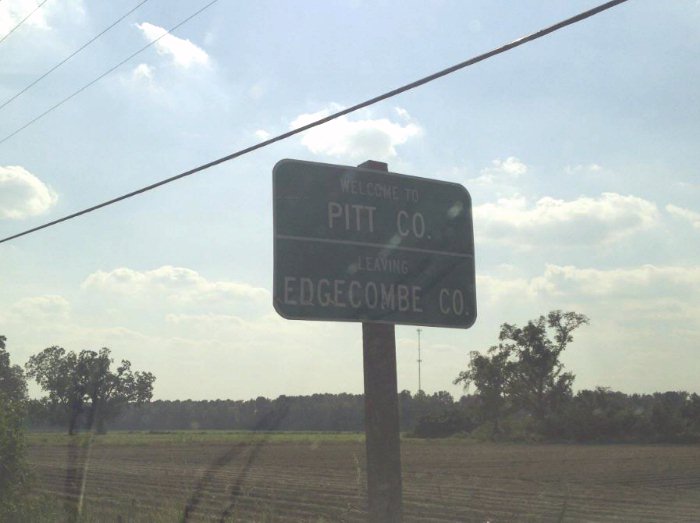 WELCOME TO
PITT CO.
LEAVING
EDGECOMBE CO.